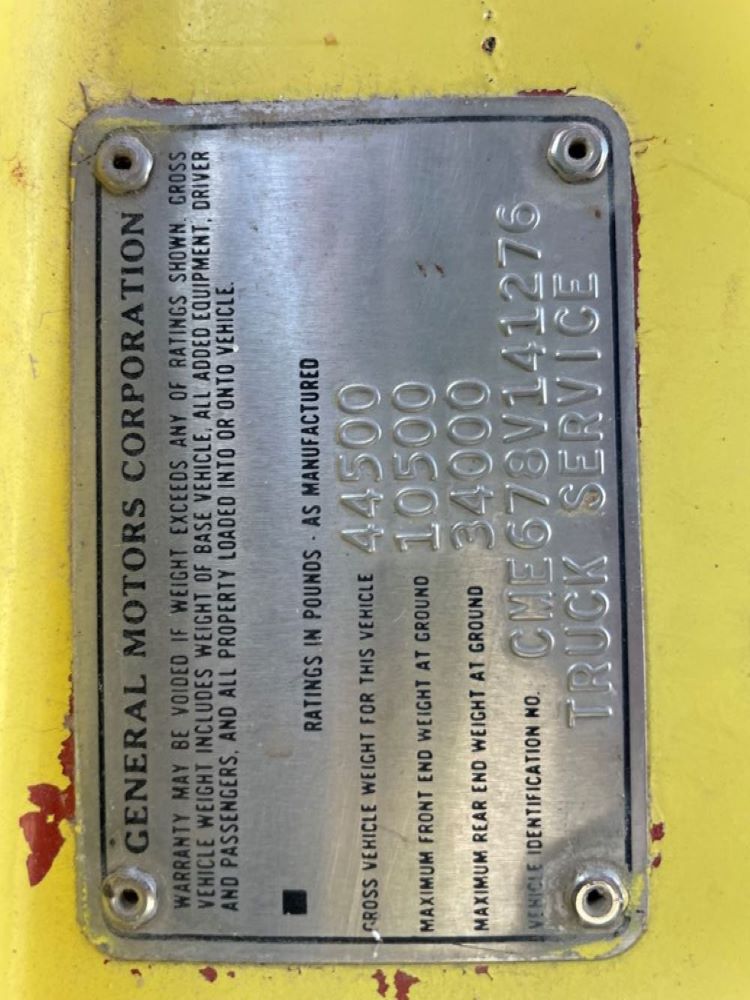 GENERAL MOTORS CORPORATION
WARRANTY MAY BE VOIDED IF WEIGHT EXCEEDS ANY OF RATINGS SHOWN. GROSS
VEHICLE WEIGHT INCLUDES WEIGHT OF BASE VEHICLE, ALL ADDED EQUIPMENT, DRIVER
AND PASSENGERS, AND ALL PROPERTY LOADED INTO OR ONTO VEHICLE.
RATINGS IN POUNDS - AS MANUFACTURED
GROSS VEHICLE WEIGHT FOR THIS VEHICLE 44500
MAXIMUM FRONT END WEIGHT AT GROUND 10500
MAXIMUM REAR END WEIGHT AT GROUND 34000
VEHICLE IDENTIFICATION NO. CME678V141276
TRUCK SERVICE